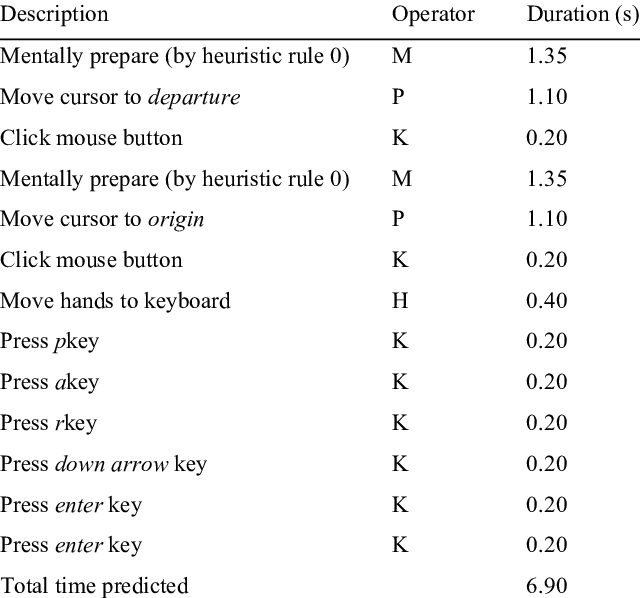 Description Operator Duration (s)
Mentally prepare (by heuristic rule 0) M 1.35
Move cursor to departure P 1.10
Click mouse button K 0.20
Mentally prepare (by heuristic rule 0) M 1.35
Move cursor to origin P 1.10
Click mouse button K 0.20
Move hands to keyboard H 0.40
Press pkey K 0.20
Press akey K 0.20
Press rkey K 0.20
Press down arrow key K 0.20
Press enter key K 0.20
Press enter key K 0.20
Total time predicted 6.90